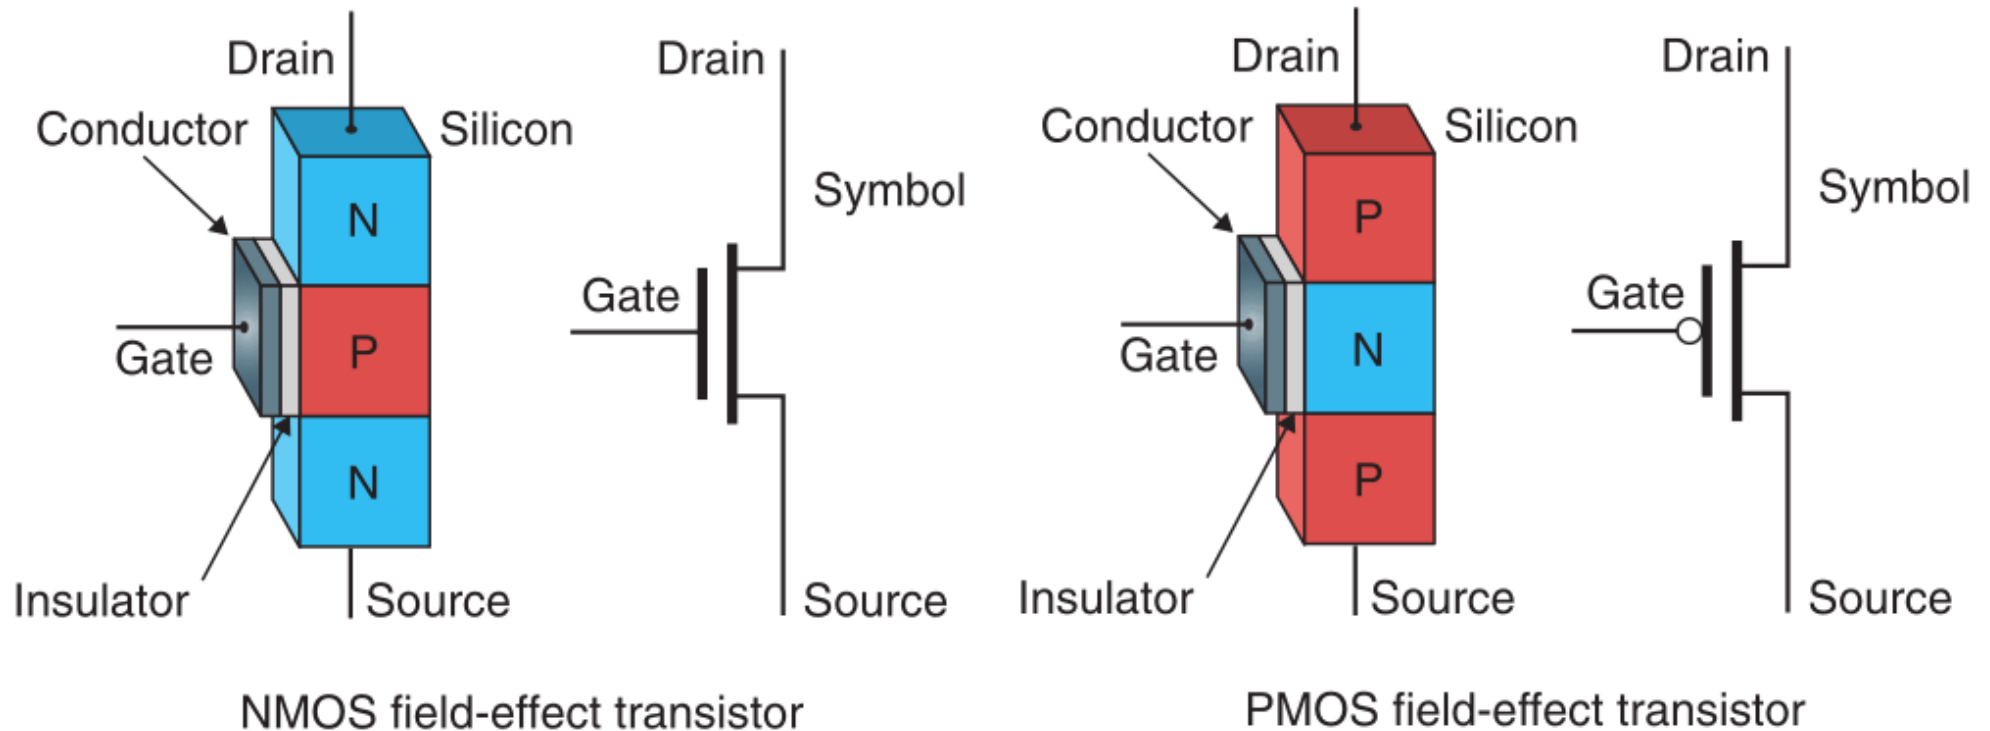 Drain
Conductor
Silicon
N
Gate
P
N
Insulator
Source
Drain
Symbol
Gate
Source
NMOS field-effect transistor
Drain
Conductor
Silicon
P
Gate
N
P
Insulator
Source
Drain
Symbol
Gate
Source
PMOS field-effect transistor